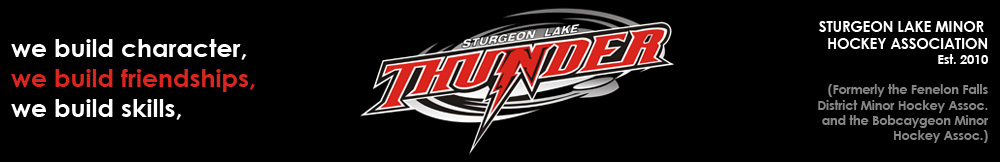 we build character,
we build friendships,
we build skills,
STURGEON LAKE
THUNDER
STURGEON LAKE MINOR
HOCKEY ASSOCIATION
Est. 2010
(Formerly the Fenelon Falls
District Minor Hockey Assoc.
and the Bobcaygeon Minor
Hockey Assoc.)